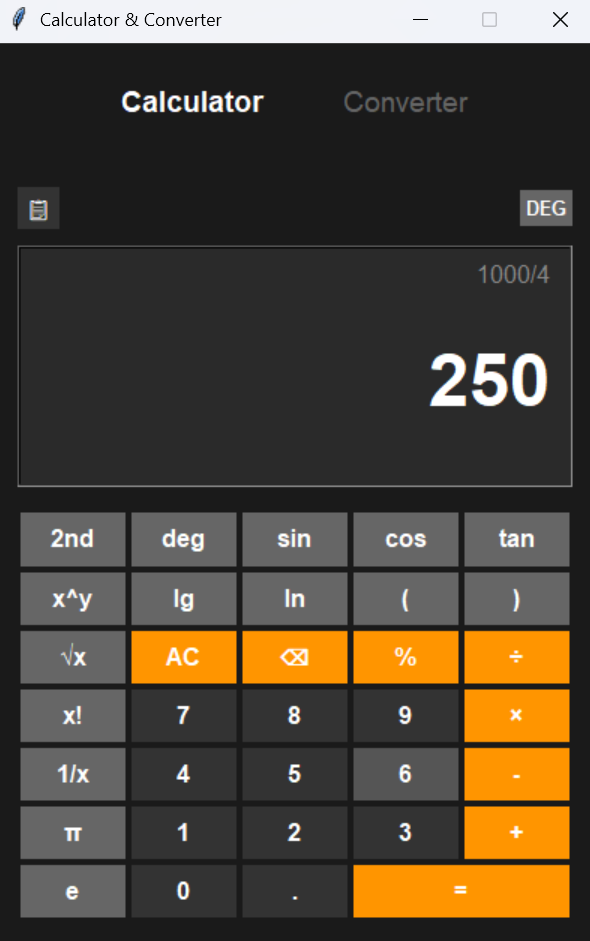 Calculator & Converter
Calculator Converter
DEG
1000/4
250
2nd deg sin cos tan
x^y lg ln ( )
√x AC ⌫ % ÷
x! 7 8 9 ×
1/x 4 5 6 -
π 1 2 3 +
e 0 . =